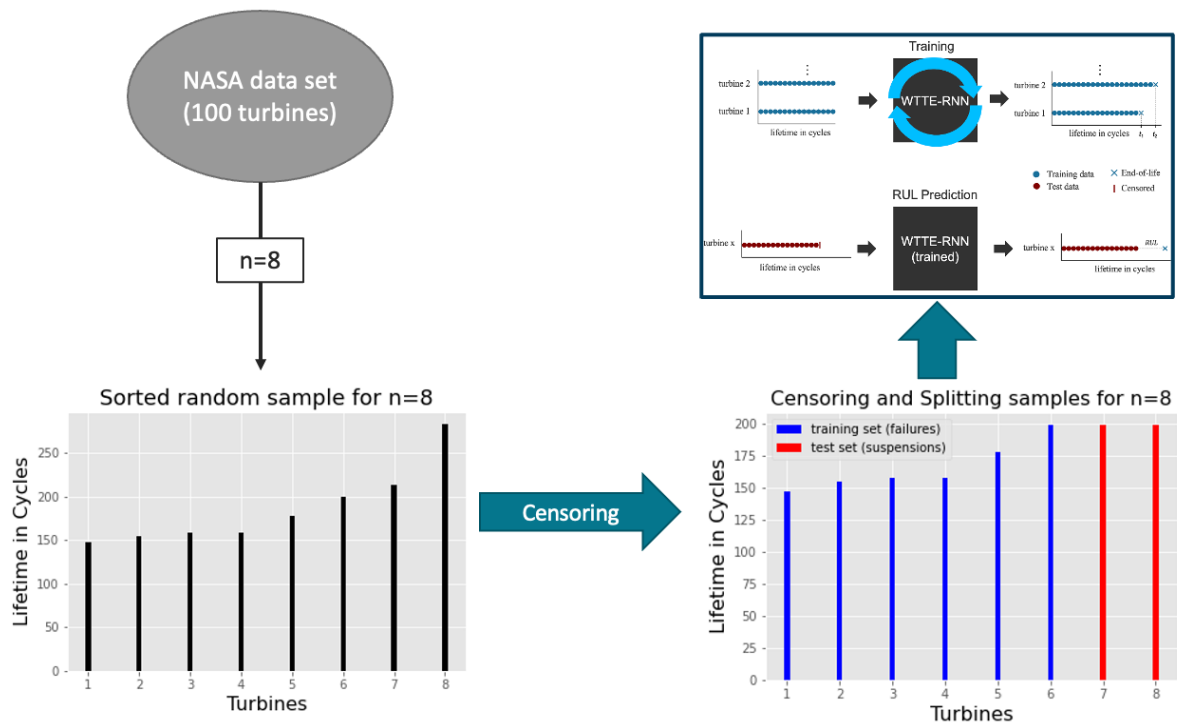 NASA data set
(100 turbines)
n=8
Sorted random sample for n=8
Lifetime in Cycles
250
200
150
100
50
0
1 2 3 4 5 6 7 8
Turbines
Censoring
Training
turbine 2
turbine 1
lifetime in cycles
WTTE-RNN
turbine 2
turbine 1
lifetime in cycles t₁ t₂
Training data
End-of-life
Test data
Censored
RUL Prediction
turbine x
lifetime in cycles
WTTE-RNN
(trained)
turbine x
RUL
lifetime in cycles
Censoring and Splitting samples for n=8
training set (failures)
test set (suspensions)
Lifetime in Cycles
200
175
150
125
100
75
50
25
0
1 2 3 4 5 6 7 8
Turbines